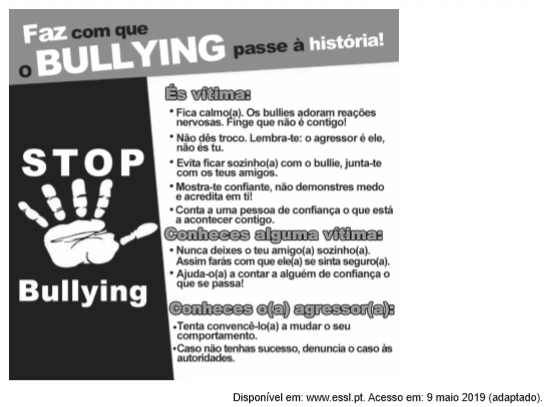 Faz com que
o BULLYING passe à história!
És vítima:
• Fica calmo(a). Os bullies adoram reações
nervosas. Finge que não é contigo!
• Não dês troco. Lembra-te: o agressor é ele,
não és tu.
• Evita ficar sozinho(a) com o bullie, junta-te
com os teus amigos.
• Mostra-te confiante, não demonstres medo
e acredita em ti!
• Conta a uma pessoa de confiança o que está
a acontecer contigo.
Conheces alguma vítima:
• Nunca deixes o teu amigo(a) sozinho(a).
Assim farás com que ele(a) se sinta seguro(a).
• Ajuda-o(a) a contar a alguém de confiança o
que se passa!
Conheces o(a) agressor(a):
•Tenta convencê-lo(a) a mudar o seu
comportamento.
•Caso não tenhas sucesso, denuncia o caso às
autoridades.
STOP
Bullying
Disponível em: www.essl.pt. Acesso em: 9 maio 2019 (adaptado).